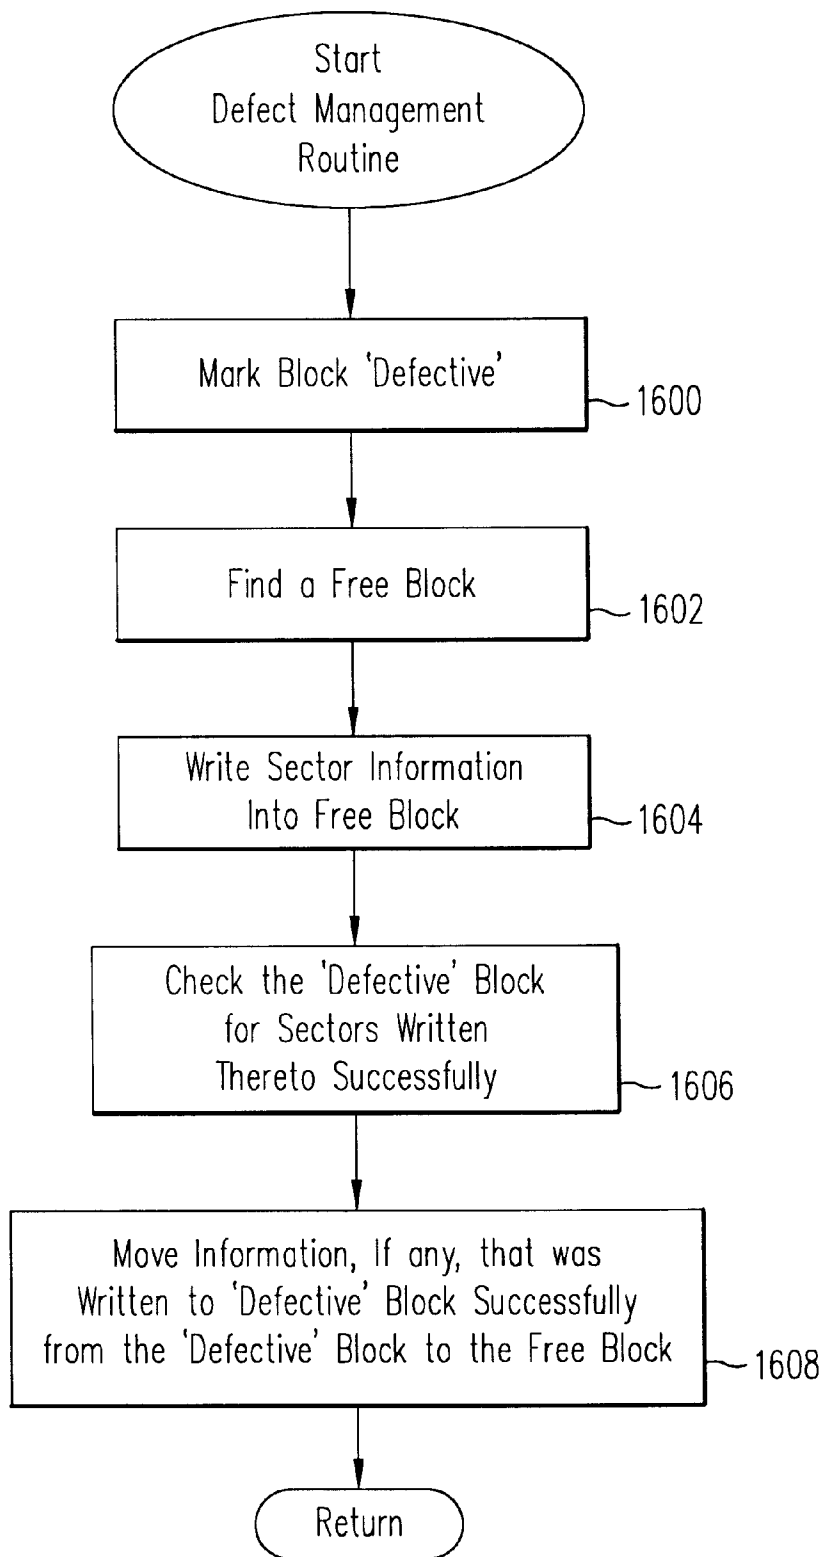 Start
Defect Management
Routine
Mark Block 'Defective'
1600
Find a Free Block
1602
Write Sector Information
Into Free Block
1604
Check the 'Defective' Block
for Sectors Written
Thereto Successfully
1606
Move Information, If any, that was
Written to 'Defective' Block Successfully
from the 'Defective' Block to the Free Block
1608
Return